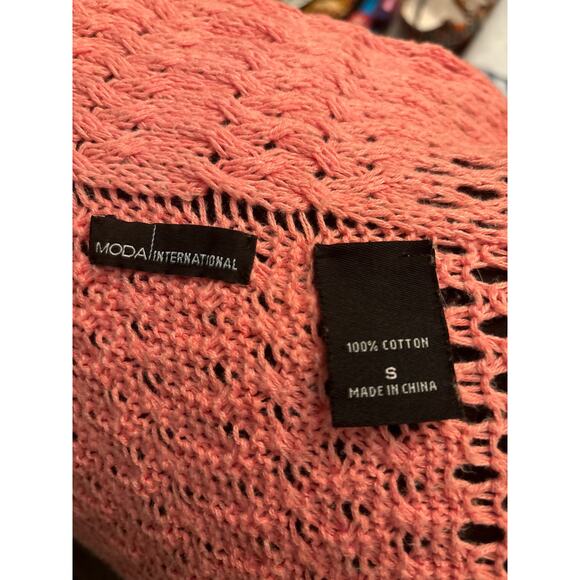 MODA INTERNATIONAL
100% COTTON
S
MADE IN CHINA